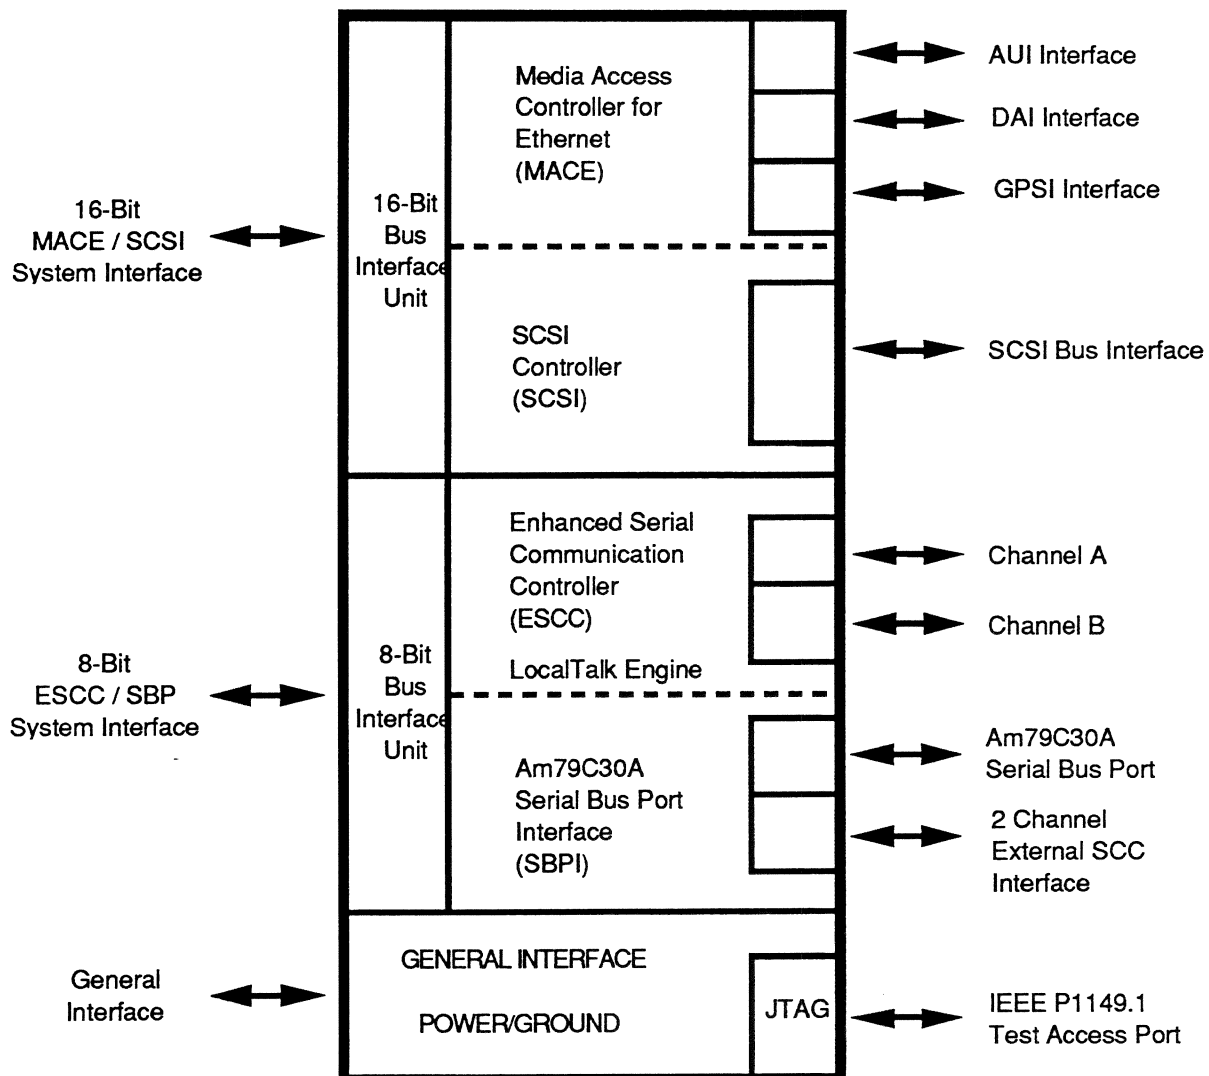 16-Bit
MACE / SCSI
System Interface
8-Bit
ESCC / SBP
System Interface
General
Interface
16-Bit
Bus
Interface
Unit
8-Bit
Bus
Interface
Unit
Media Access
Controller for
Ethernet
(MACE)
SCSI
Controller
(SCSI)
Enhanced Serial
Communication
Controller
(ESCC)
LocalTalk Engine
Am79C30A
Serial Bus Port
Interface
(SBPI)
GENERAL INTERFACE
POWER/GROUND
JTAG
AUI Interface
DAI Interface
GPSI Interface
SCSI Bus Interface
Channel A
Channel B
Am79C30A
Serial Bus Port
2 Channel
External SCC
Interface
IEEE P1149.1
Test Access Port